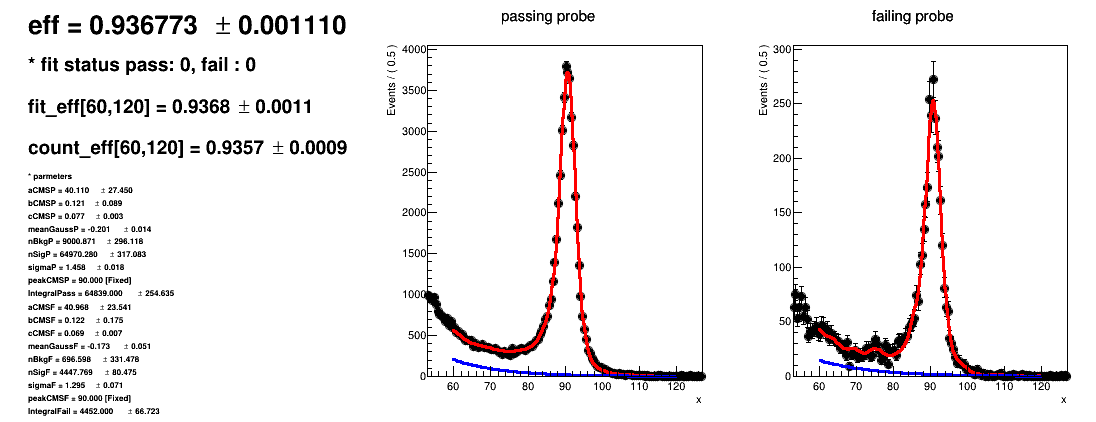 eff = 0.936773 ± 0.001110
* fit status pass: 0, fail : 0
fit_eff[60,120] = 0.9368 ± 0.0011
count_eff[60,120] = 0.9357 ± 0.0009
* parmeters
aCMSP = 40.110 ± 27.450
bCMSP = 0.121 ± 0.089
cCMSP = 0.077 ± 0.003
meanGaussP = -0.201 ± 0.014
nBkgP = 9000.871 ± 296.118
nSigP = 64970.280 ± 317.083
sigmaP = 1.458 ± 0.018
peakCMSP = 90.000 [Fixed]
IntegralPass = 64839.000 ± 254.635
aCMSF = 40.968 ± 23.541
bCMSF = 0.122 ± 0.175
cCMSF = 0.069 ± 0.007
meanGaussF = -0.173 ± 0.051
nBkgF = 696.598 ± 331.478
nSigF = 4447.769 ± 80.475
sigmaF = 1.295 ± 0.071
peakCMSF = 90.000 [Fixed]
IntegralFail = 4452.000 ± 66.723
passing probe
Events / ( 0.5 )
4000
3500
3000
2500
2000
1500
1000
500
0
60 70 80 90 100 110 120
x
failing probe
Events / ( 0.5 )
300
250
200
150
100
50
0
60 70 80 90 100 110 120
x